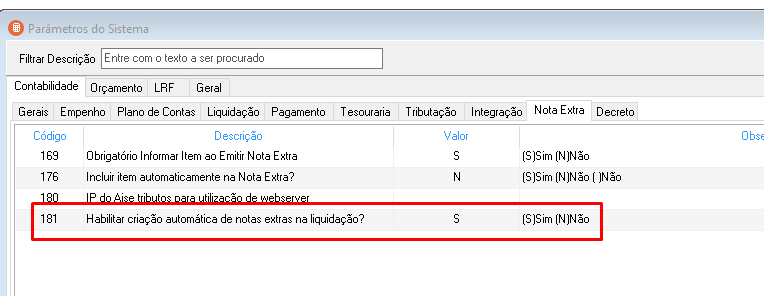 Parâmetros do Sistema
Filtrar Descrição Entre com o texto a ser procurado
Contabilidade Orçamento LRF Geral
Gerais Empenho Plano de Contas Liquidação Pagamento Tesouraria Tributação Integração Nota Extra Decreto
Código Descrição Valor Obse
169 Obrigatório Informar Item ao Emitir Nota Extra S (S)Sim (N)Não
176 Incluir item automaticamente na Nota Extra? N (S)Sim (N)Não ( )Não
180 IP do Aise tributos para utilização de webserver
181 Habilitar criação automática de notas extras na liquidação? S (S)Sim (N)Não